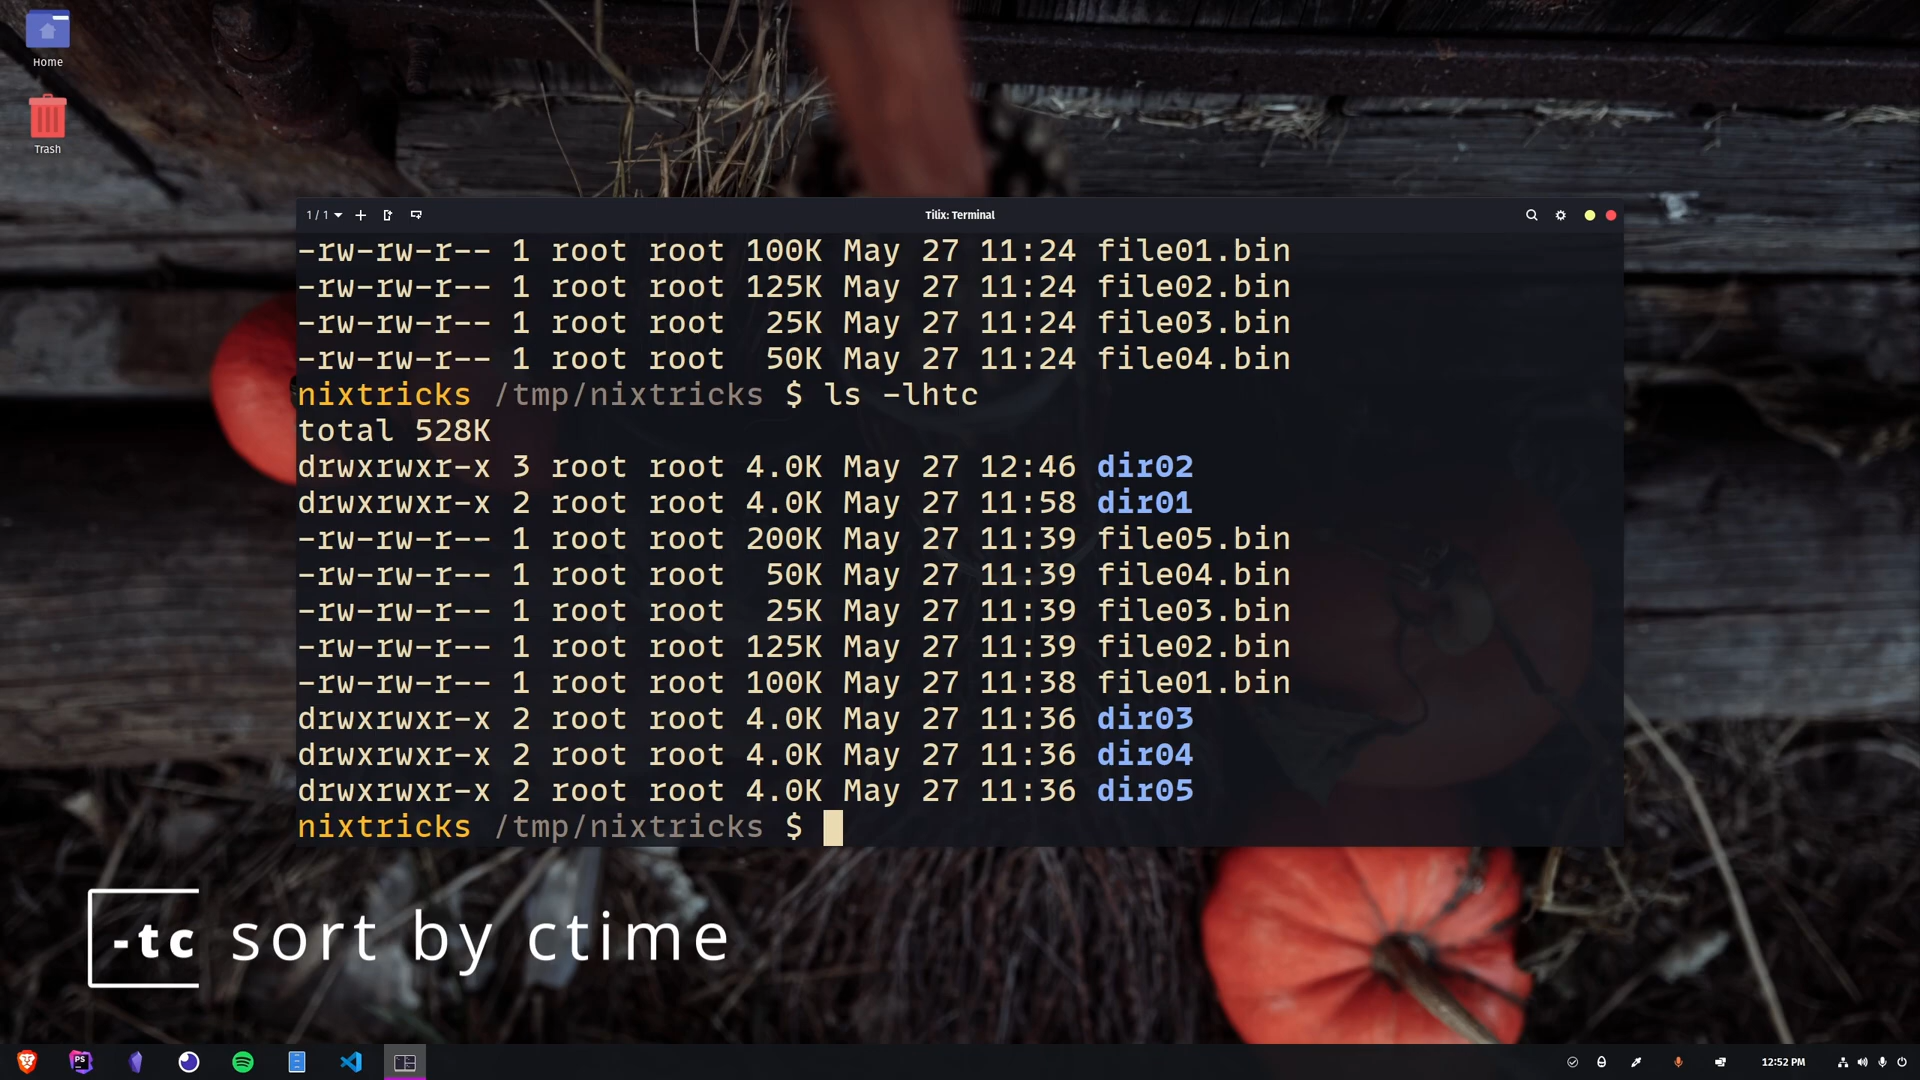 Home
Trash
1 / 1
Tilix: Terminal
-rw-rw-r-- 1 root root 100K May 27 11:24 file01.bin
-rw-rw-r-- 1 root root 125K May 27 11:24 file02.bin
-rw-rw-r-- 1 root root  25K May 27 11:24 file03.bin
-rw-rw-r-- 1 root root  50K May 27 11:24 file04.bin
nixtricks /tmp/nixtricks $ ls -lhtc
total 528K
drwxrwxr-x 3 root root 4.0K May 27 12:46 dir02
drwxrwxr-x 2 root root 4.0K May 27 11:58 dir01
-rw-rw-r-- 1 root root 200K May 27 11:39 file05.bin
-rw-rw-r-- 1 root root  50K May 27 11:39 file04.bin
-rw-rw-r-- 1 root root  25K May 27 11:39 file03.bin
-rw-rw-r-- 1 root root 125K May 27 11:39 file02.bin
-rw-rw-r-- 1 root root 100K May 27 11:38 file01.bin
drwxrwxr-x 2 root root 4.0K May 27 11:36 dir03
drwxrwxr-x 2 root root 4.0K May 27 11:36 dir04
drwxrwxr-x 2 root root 4.0K May 27 11:36 dir05
nixtricks /tmp/nixtricks $
-tc sort by ctime
PS
12:52 PM